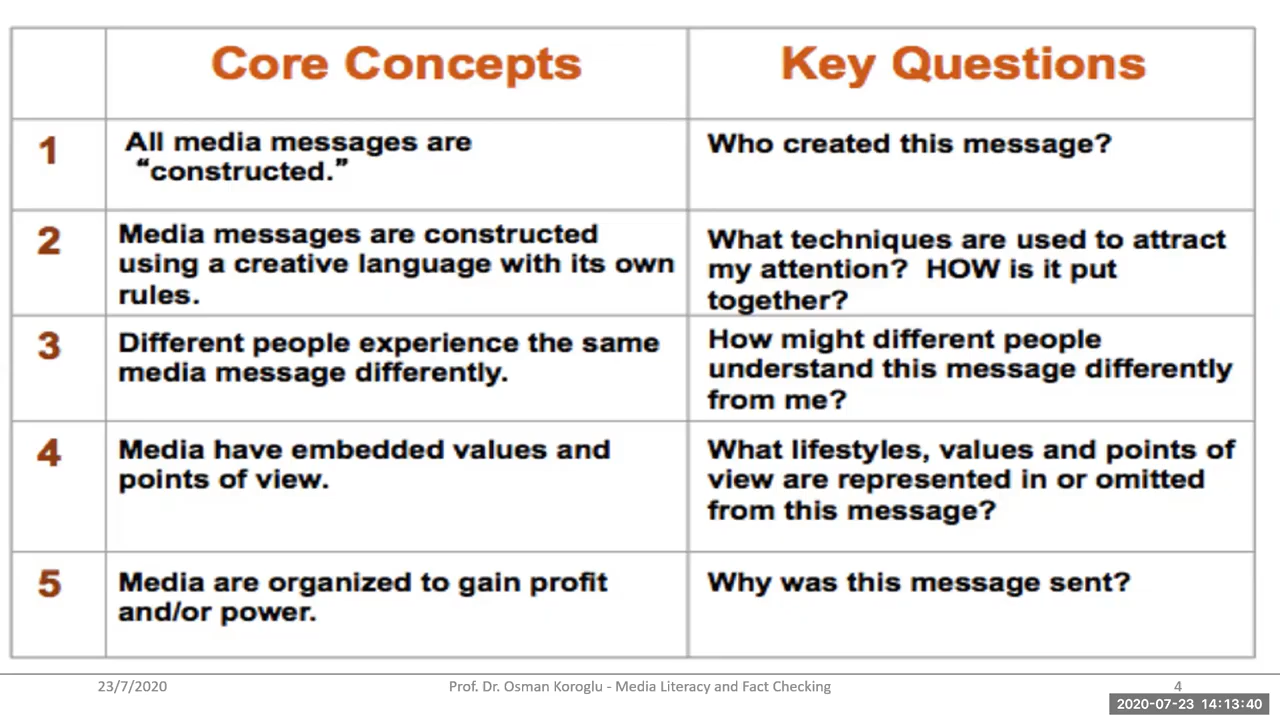 Core Concepts
Key Questions
1
All media messages are
“constructed.”
Who created this message?
2
Media messages are constructed
using a creative language with its own
rules.
What techniques are used to attract
my attention?  HOW is it put
together?
3
Different people experience the same
media message differently.
How might different people
understand this message differently
from me?
4
Media have embedded values and
points of view.
What lifestyles, values and points of
view are represented in or omitted
from this message?
5
Media are organized to gain profit
and/or power.
Why was this message sent?
23/7/2020
Prof. Dr. Osman Koroglu - Media Literacy and Fact Checking
4
2020-07-23 14:13:40